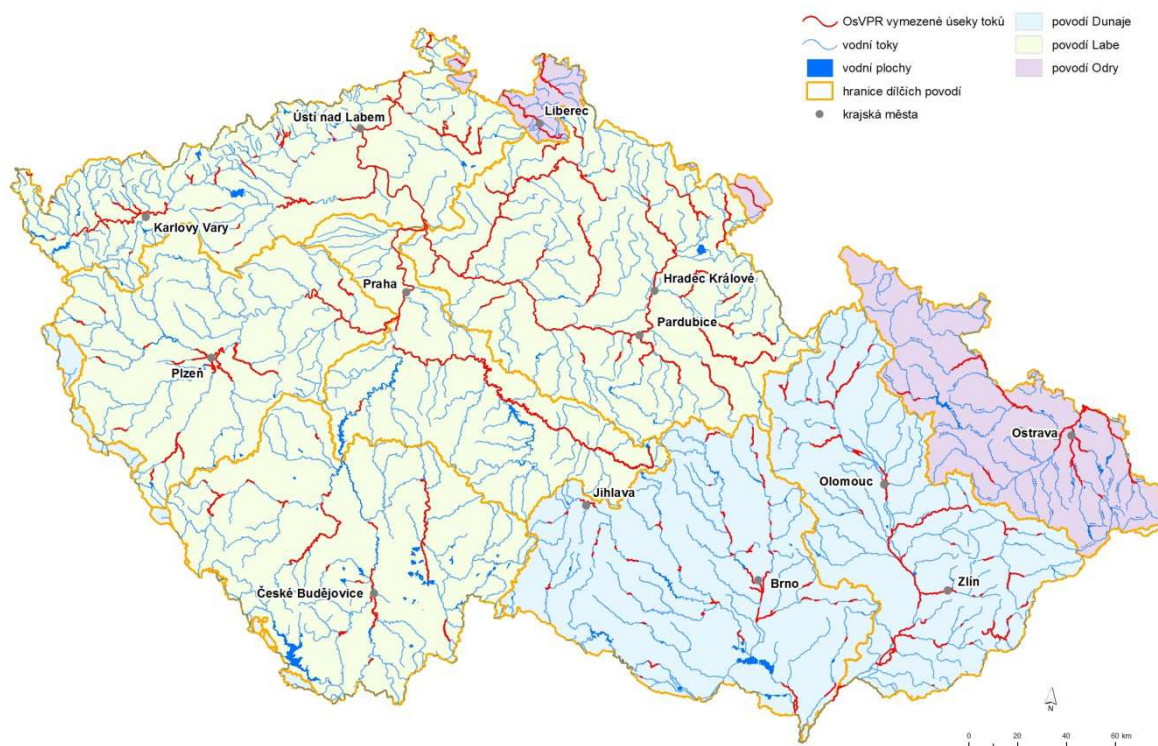 OsVPR vymezené úseky toků
vodní toky
vodní plochy
hranice dílčích povodí
krajská města
povodí Dunaje
povodí Labe
povodí Odry
Liberec
Ústí nad Labem
Karlovy Vary
Praha
Hradec Králové
Pardubice
Plzeň
Ostrava
Olomouc
Jihlava
Brno
Zlín
České Budějovice
N
0 20 40 60 km